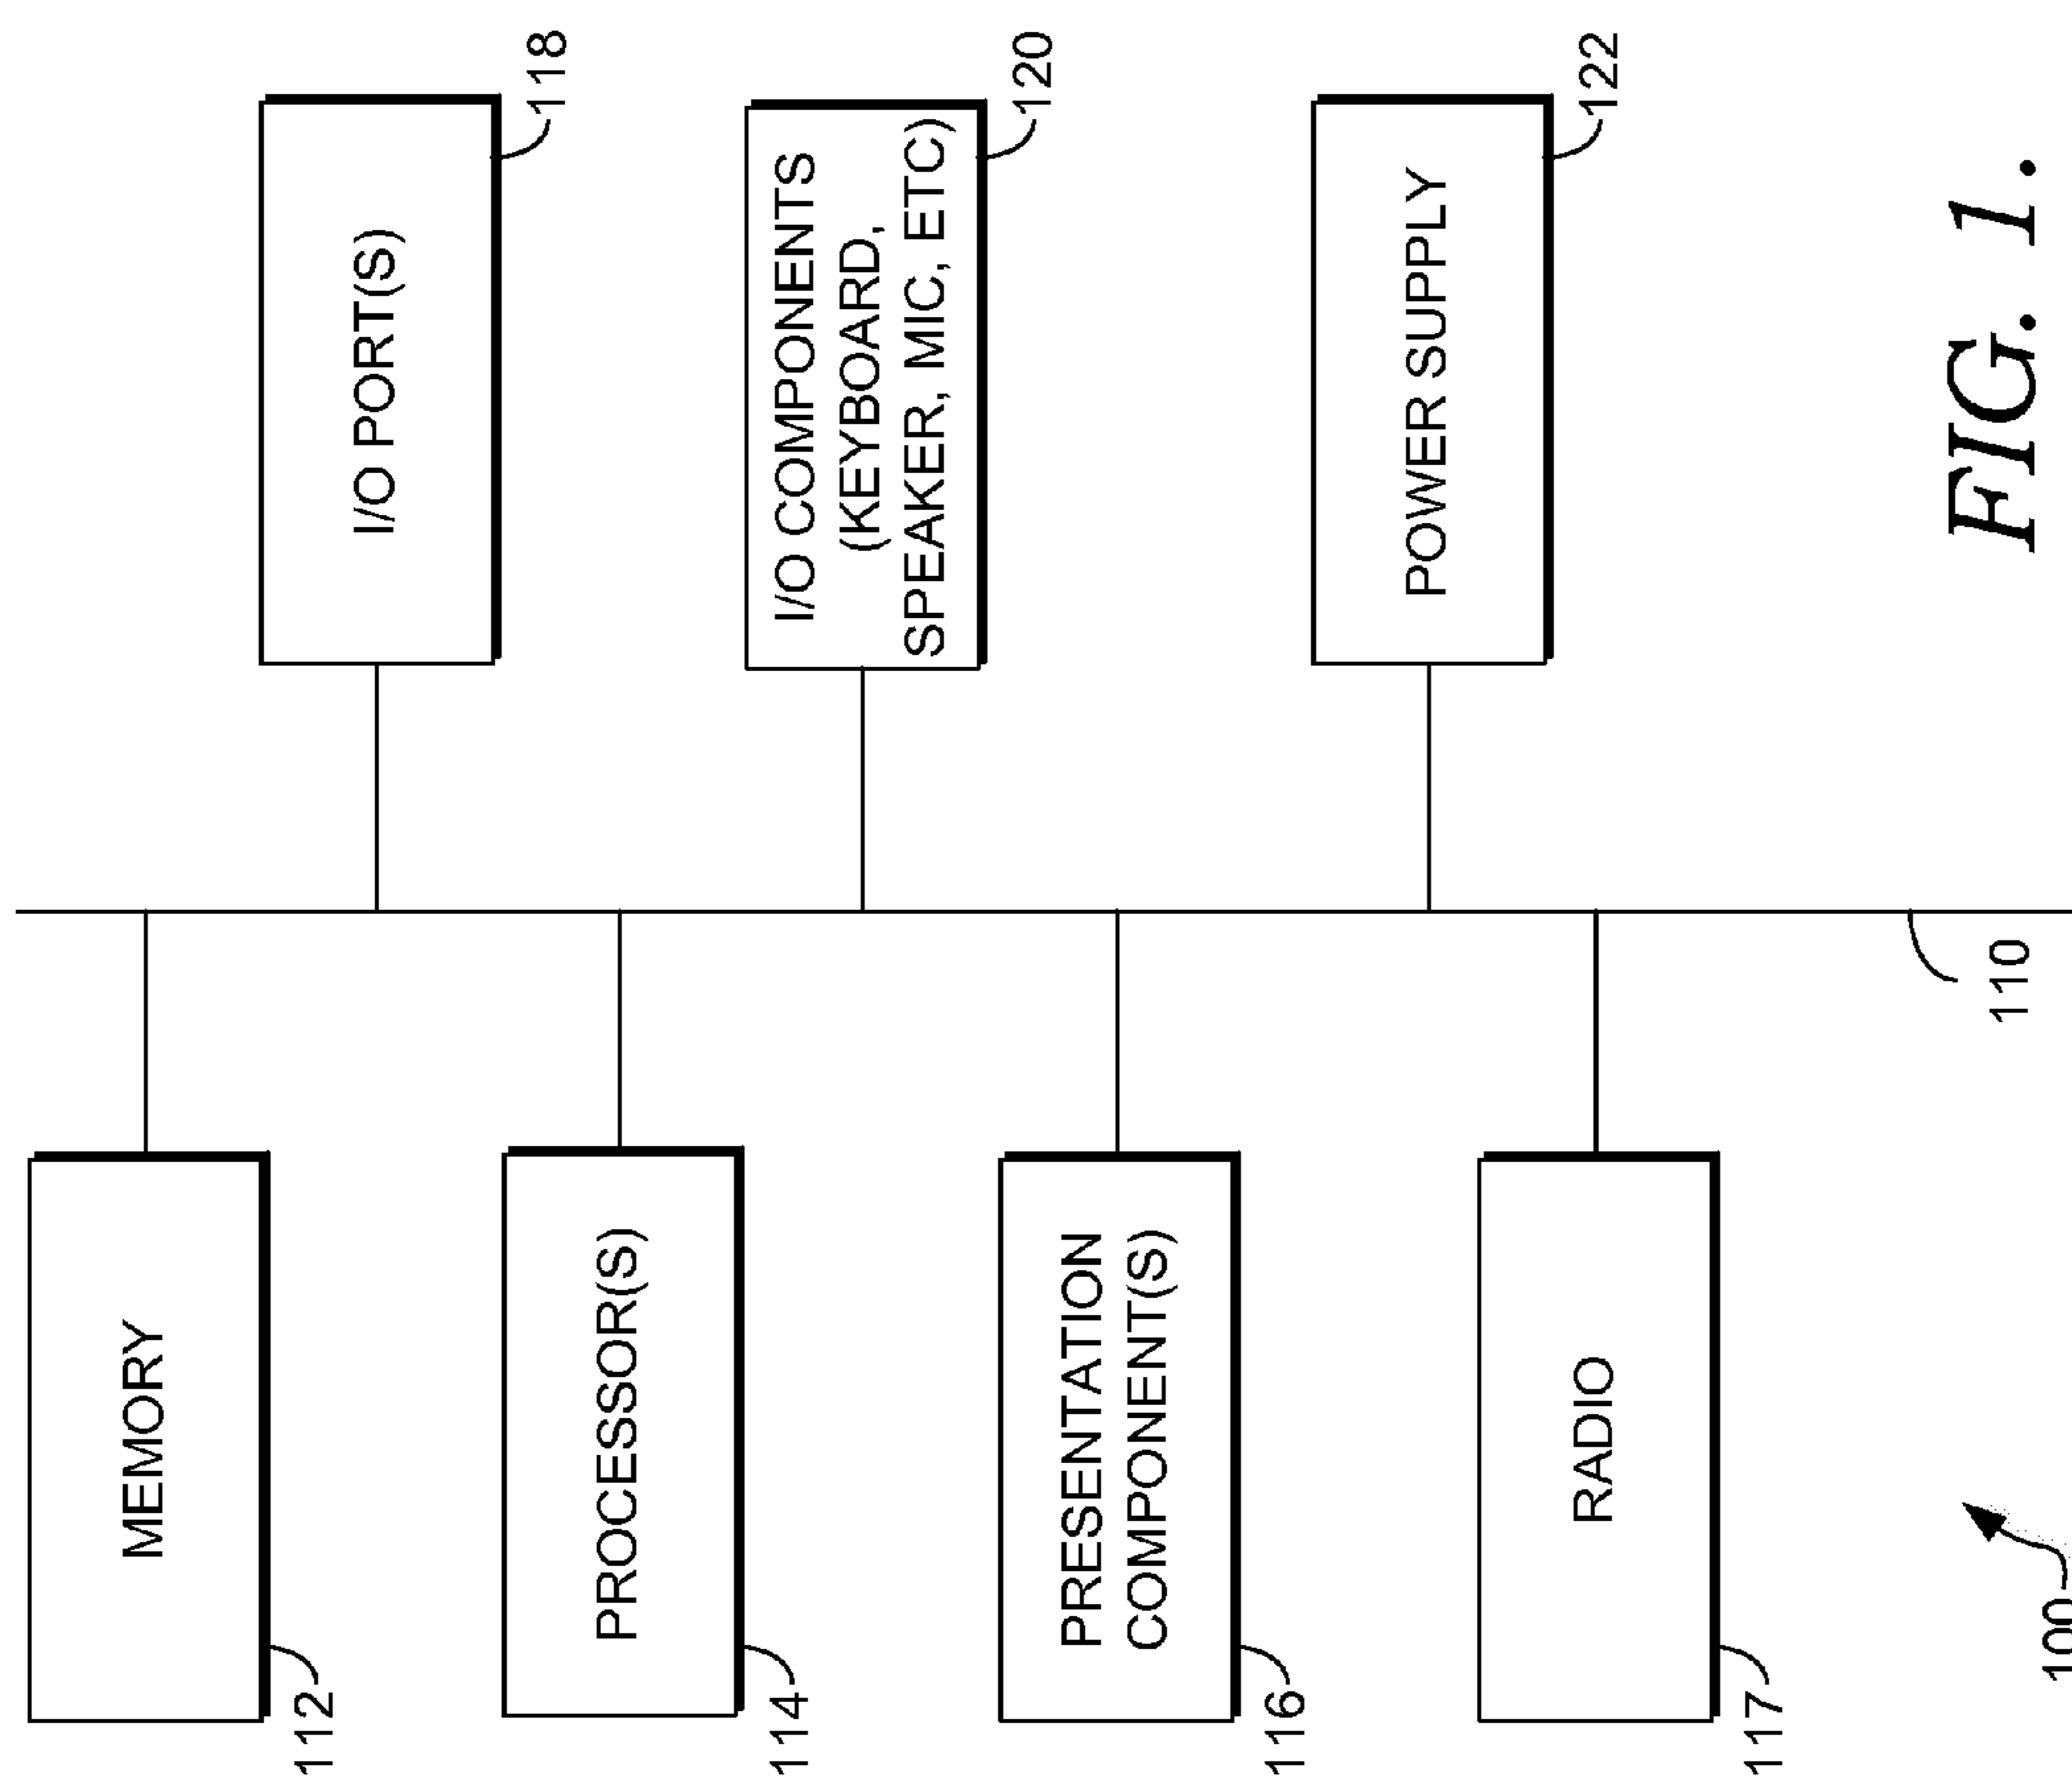 MEMORY
112
PROCESSOR(S)
114
PRESENTATION
COMPONENT(S)
116
RADIO
117
I/O PORT(S)
118
I/O COMPONENTS
(KEYBOARD,
SPEAKER, MIC, ETC)
120
POWER SUPPLY
122
110
100
FIG. 1.